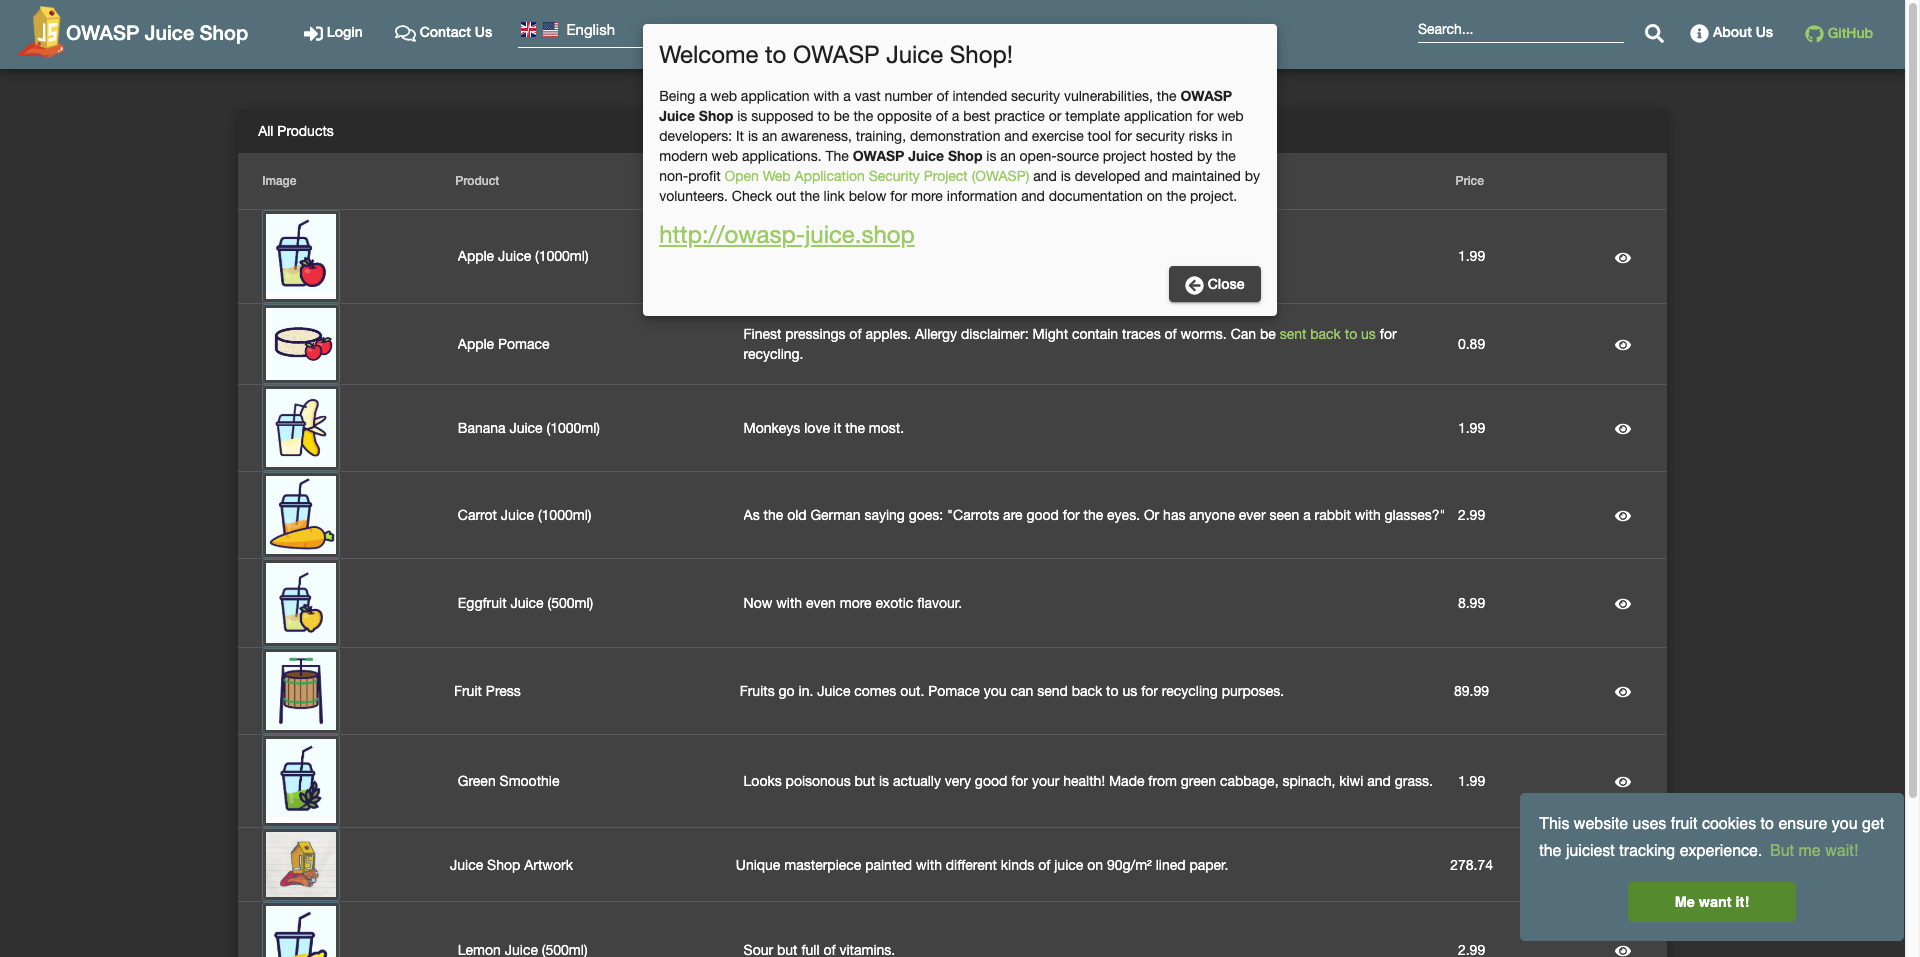 OWASP Juice Shop
Login
Contact Us
English
Search...
About Us
GitHub
Welcome to OWASP Juice Shop!
Being a web application with a vast number of intended security vulnerabilities, the OWASP
Juice Shop is supposed to be the opposite of a best practice or template application for web
developers: It is an awareness, training, demonstration and exercise tool for security risks in
modern web applications. The OWASP Juice Shop is an open-source project hosted by the
non-profit Open Web Application Security Project (OWASP) and is developed and maintained by
volunteers. Check out the link below for more information and documentation on the project.
http://owasp-juice.shop
Close
All Products
Image Product Price
Apple Juice (1000ml) 1.99
Apple Pomace
Finest pressings of apples. Allergy disclaimer: Might contain traces of worms. Can be sent back to us for
recycling.
0.89
Banana Juice (1000ml) Monkeys love it the most. 1.99
Carrot Juice (1000ml) As the old German saying goes: "Carrots are good for the eyes. Or has anyone ever seen a rabbit with glasses?" 2.99
Eggfruit Juice (500ml) Now with even more exotic flavour. 8.99
Fruit Press Fruits go in. Juice comes out. Pomace you can send back to us for recycling purposes. 89.99
Green Smoothie Looks poisonous but is actually very good for your health! Made from green cabbage, spinach, kiwi and grass. 1.99
Juice Shop Artwork Unique masterpiece painted with different kinds of juice on 90g/m² lined paper. 278.74
Lemon Juice (500ml) Sour but full of vitamins. 2.99
This website uses fruit cookies to ensure you get
the juiciest tracking experience. But me wait!
Me want it!
JS